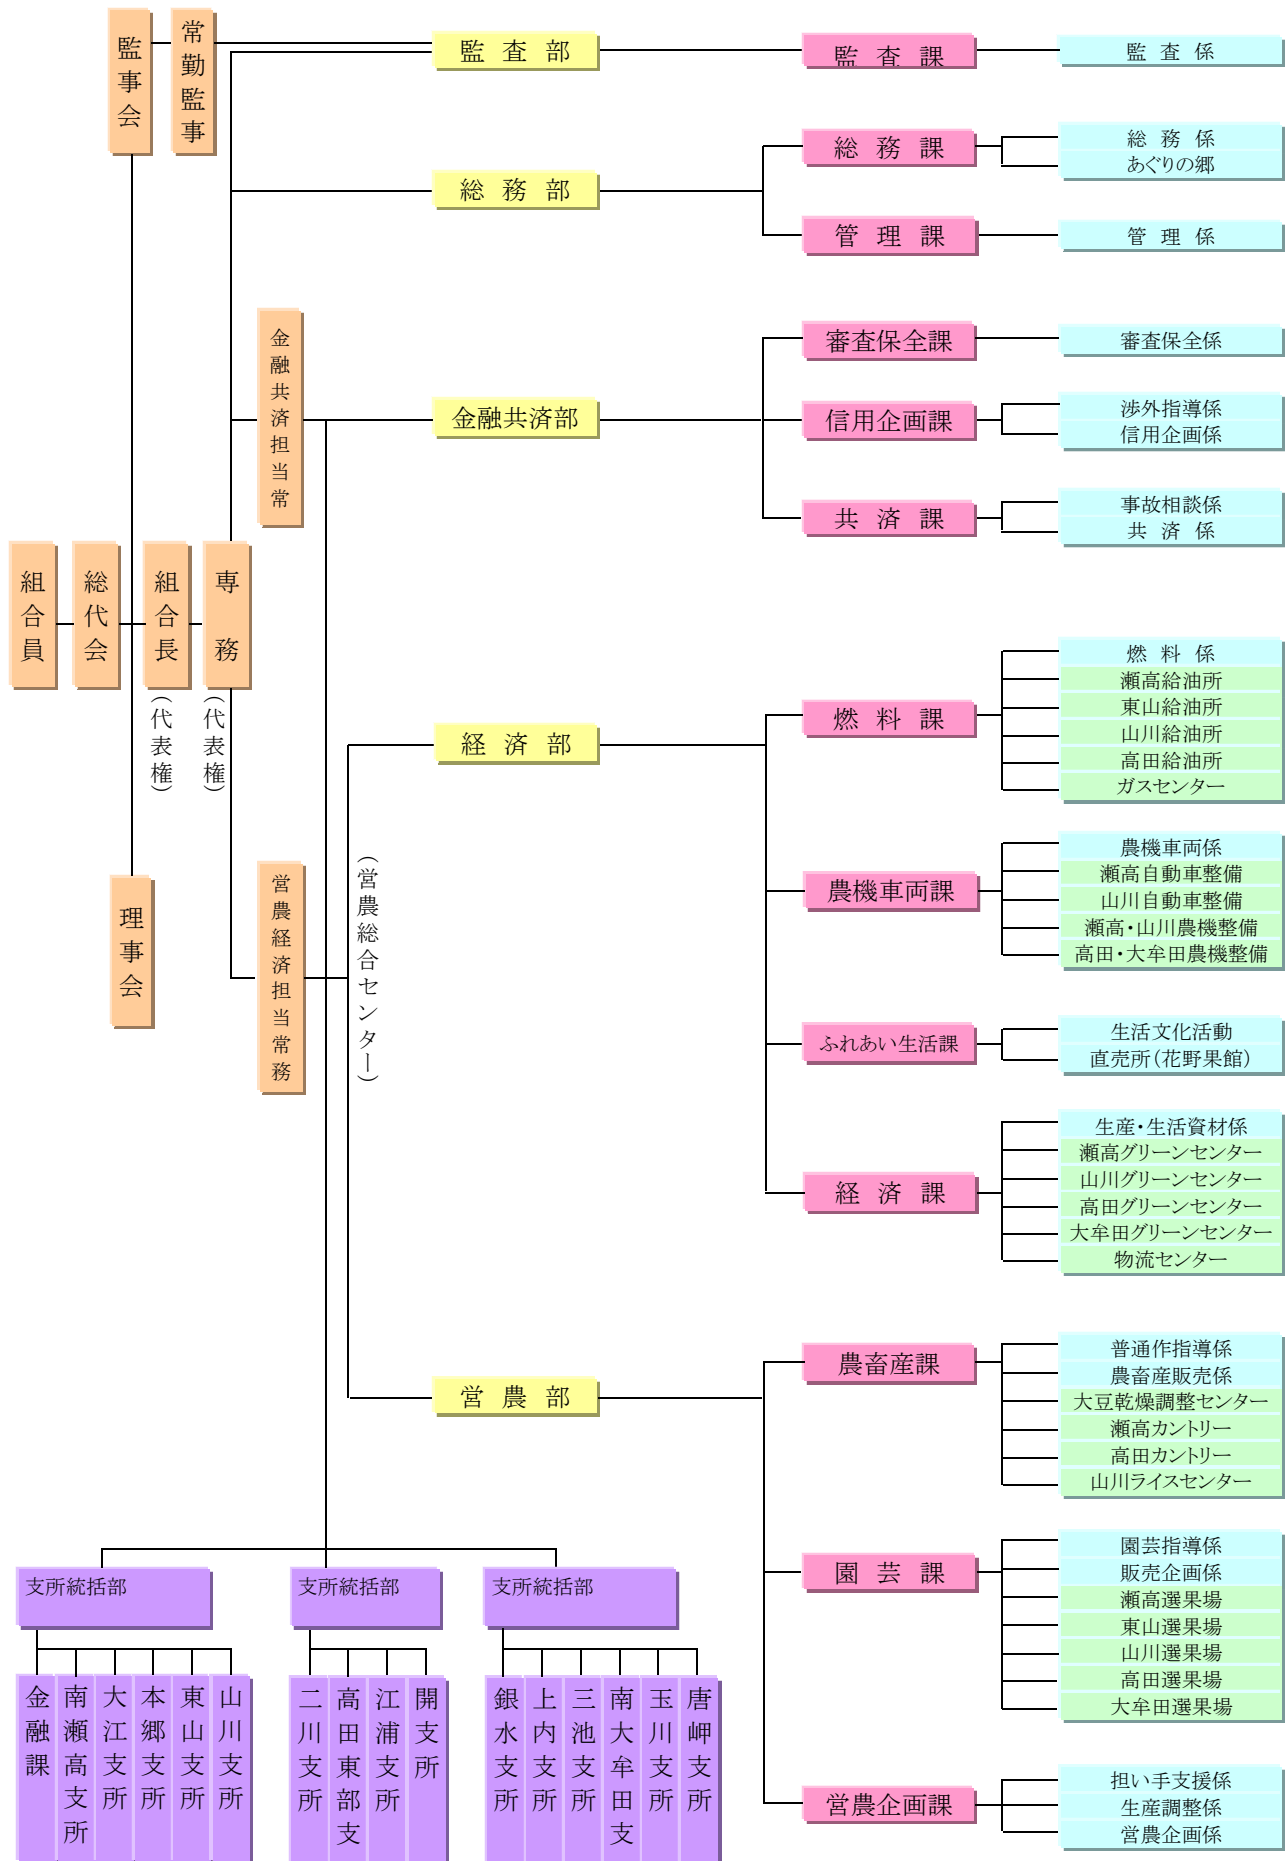 監事会
常勤監事
監査部
監査課
監査係
総務部
総務課
総務係
あぐりの郷
管理課
管理係
金融共済担当常
金融共済部
審査保全課
審査保全係
信用企画課
渉外指導係
信用企画係
共済課
事故相談係
共済係
組合員
総代会
組合長
(代表権)
専務
(代表権)
理事会
営農経済担当常務
(営農総合センター)
経済部
燃料課
燃料係
瀬高給油所
東山給油所
山川給油所
高田給油所
ガスセンター
農機車両課
農機車両係
瀬高自動車整備
山川自動車整備
瀬高・山川農機整備
高田・大牟田農機整備
ふれあい生活課
生活文化活動
直売所(花野果館)
経済課
生産・生活資材係
瀬高グリーンセンター
山川グリーンセンター
高田グリーンセンター
大牟田グリーンセンター
物流センター
営農部
農畜産課
普通作指導係
農畜産販売係
大豆乾燥調整センター
瀬高カントリー
高田カントリー
山川ライスセンター
園芸課
園芸指導係
販売企画係
瀬高選果場
東山選果場
山川選果場
高田選果場
大牟田選果場
営農企画課
担い手支援係
生産調整係
営農企画係
支所統括部
金融課
南瀬高支所
大江支所
本郷支所
東山支所
山川支所
支所統括部
二川支所
高田東部支
江浦支所
開支所
支所統括部
銀水支所
上内支所
三池支所
南大牟田支
玉川支所
唐岬支所